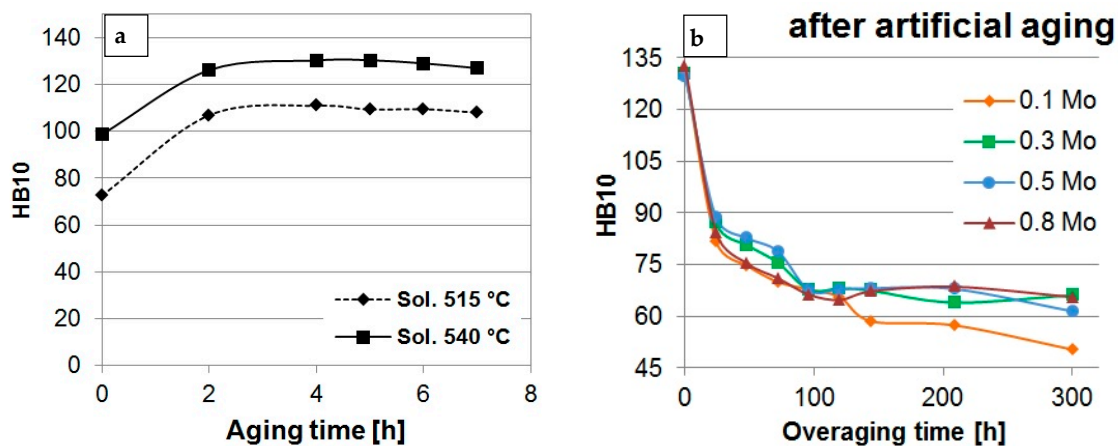 a
140
120
100
80
60
40
20
0
HB10
0 2 4 6 8
Aging time [h]
Sol. 515 °C
Sol. 540 °C
b
after artificial aging
135
120
105
90
75
60
45
HB10
0 100 200 300
Overaging time [h]
0.1 Mo
0.3 Mo
0.5 Mo
0.8 Mo